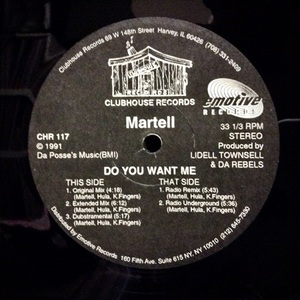 Clubhouse Records 69 W 148th Street Harvey, IL 60426 (708) 331-2409
CLUBHOUSE RECORDS
emotive
RECORDS
Martell
CHR 117
℗ 1991
Da Posse's Music(BMI)
33 1/3 RPM
STEREO
Produced by
LIDELL TOWNSELL
& DA REBELS
DO YOU WANT ME
THIS SIDE
1. Original Mix (4:18)
(Martell, Hula, K.Fingers)
2. Extended Mix (6:12)
(Martell, Hula, K.Fingers)
3. Dubstramental (5:17)
(Martell, Hula, K.Fingers)
THAT SIDE
1. Radio Remix (5:43)
(Martell, Hula, K.Fingers)
2. Radio Underground (5:36)
(Martell, Hula, K.Fingers)
Distributed by Emotive Records 160 Fifth Ave. Suite 615 NY, NY 10010 (212) 645-7330